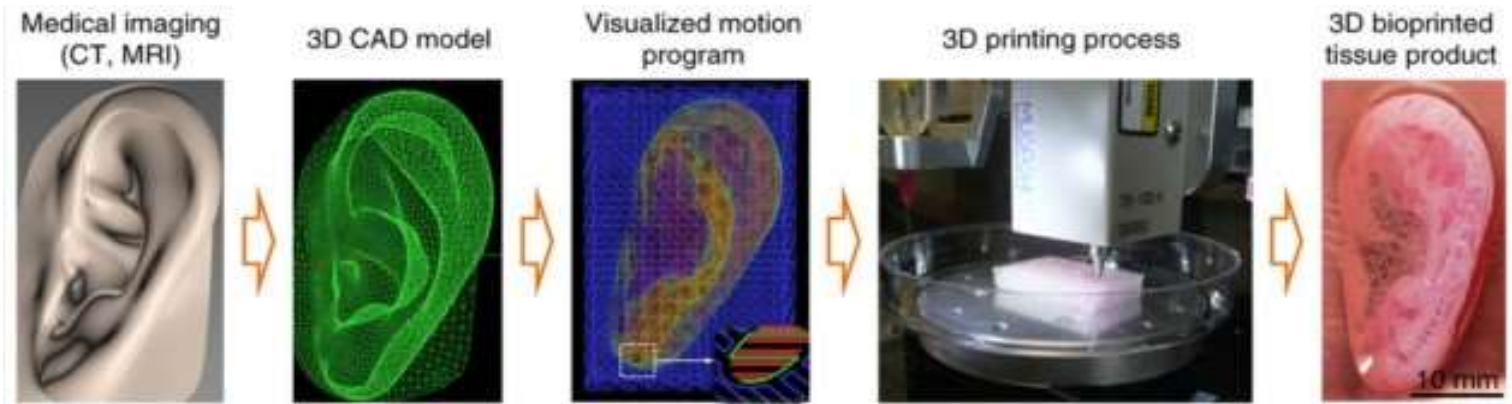 Medical imaging
(CT, MRI)
3D CAD model
Visualized motion
program
3D printing process
3D bioprinted
tissue product
10 mm